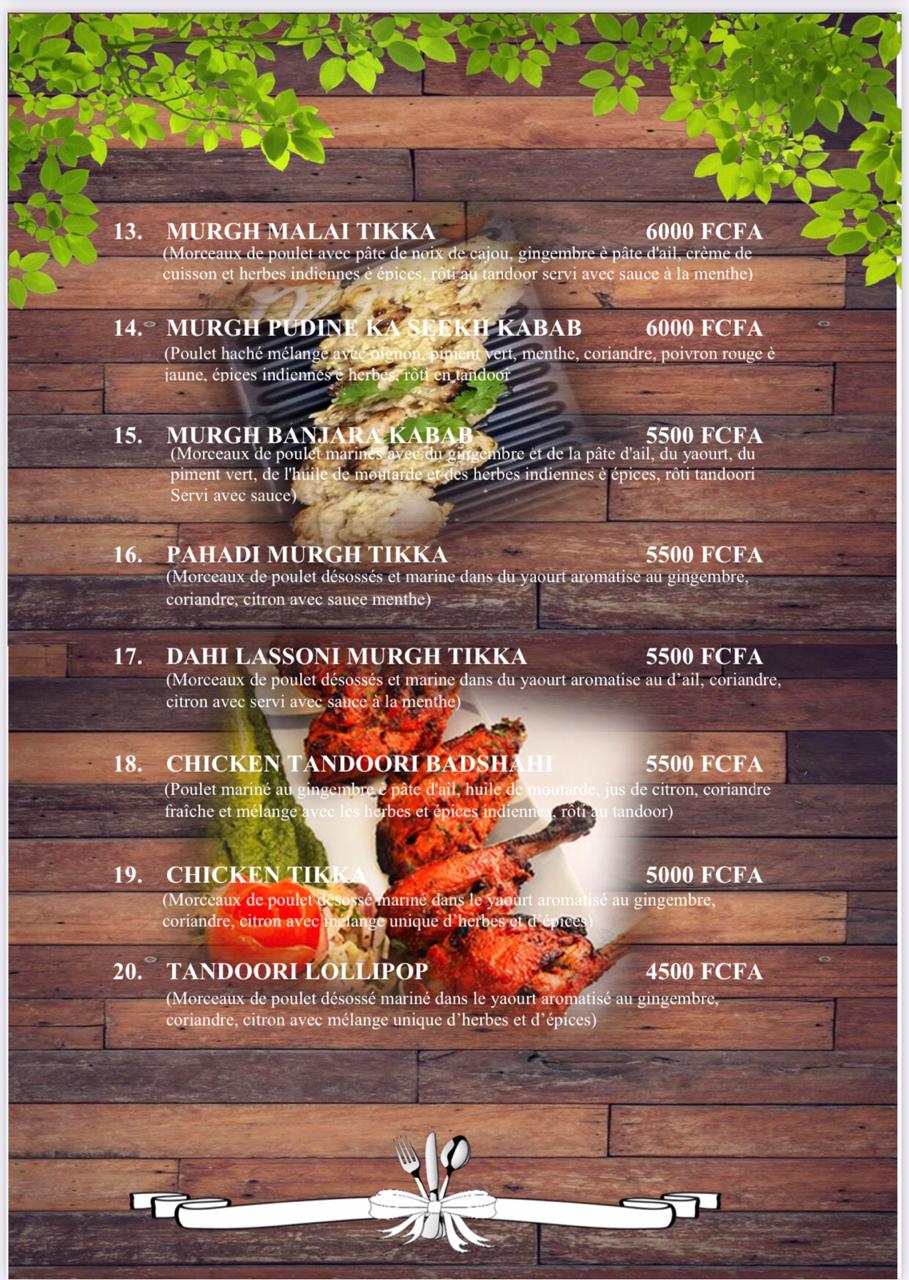 13. MURGH MALAI TIKKA 6000 FCFA
(Morceaux de poulet avec pâte de noix de cajou, gingembre è pâte d'ail, crème de
cuisson et herbes indiennes è épices, rôti au tandoor servi avec sauce à la menthe)
14. MURGH PUDINE KA SEEKH KABAB 6000 FCFA
(Poulet haché mélange avec oignon, piment vert, menthe, coriandre, poivron rouge è
jaune, épices indiennes è herbes, rôti en tandoor
15. MURGH BANJARA KABAB 5500 FCFA
(Morceaux de poulet marinés avec du gingembre et de la pâte d'ail, du yaourt, du
piment vert, de l'huile de moutarde et des herbes indiennes è épices, rôti tandoori
Servi avec sauce)
16. PAHADI MURGH TIKKA 5500 FCFA
(Morceaux de poulet désossés et marine dans du yaourt aromatise au gingembre,
coriandre, citron avec sauce menthe)
17. DAHI LASSONI MURGH TIKKA 5500 FCFA
(Morceaux de poulet désossés et marine dans du yaourt aromatise au d’ail, coriandre,
citron avec servi avec sauce à la menthe)
18. CHICKEN TANDOORI BADSHAHI 5500 FCFA
(Poulet mariné au gingembre è pâte d'ail, huile de moutarde, jus de citron, coriandre
fraîche et mélange avec les herbes et épices indiennes, rôti au tandoor)
19. CHICKEN TIKKA 5000 FCFA
(Morceaux de poulet désossé mariné dans le yaourt aromatisé au gingembre,
coriandre, citron avec mélange unique d’herbes et d’épices)
20. TANDOORI LOLLIPOP 4500 FCFA
(Morceaux de poulet désossé mariné dans le yaourt aromatisé au gingembre,
coriandre, citron avec mélange unique d’herbes et d’épices)